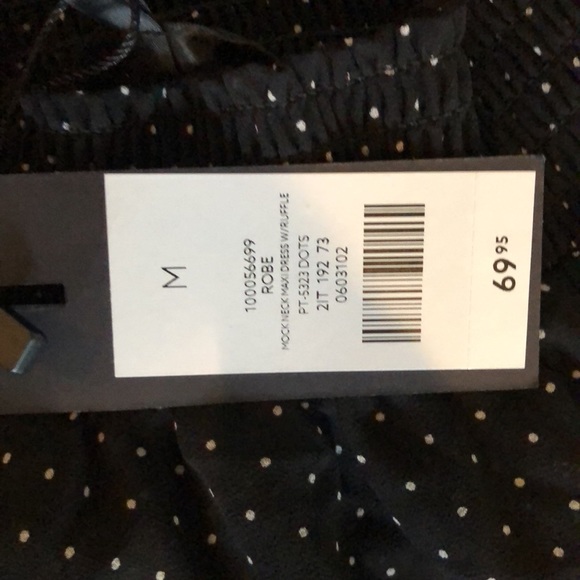 M
100056699
ROBE
MOCK NECK MAXI DRESS W/RUFFLE
PT-5323 DOTS
2IT 192 73
0603102
69 95